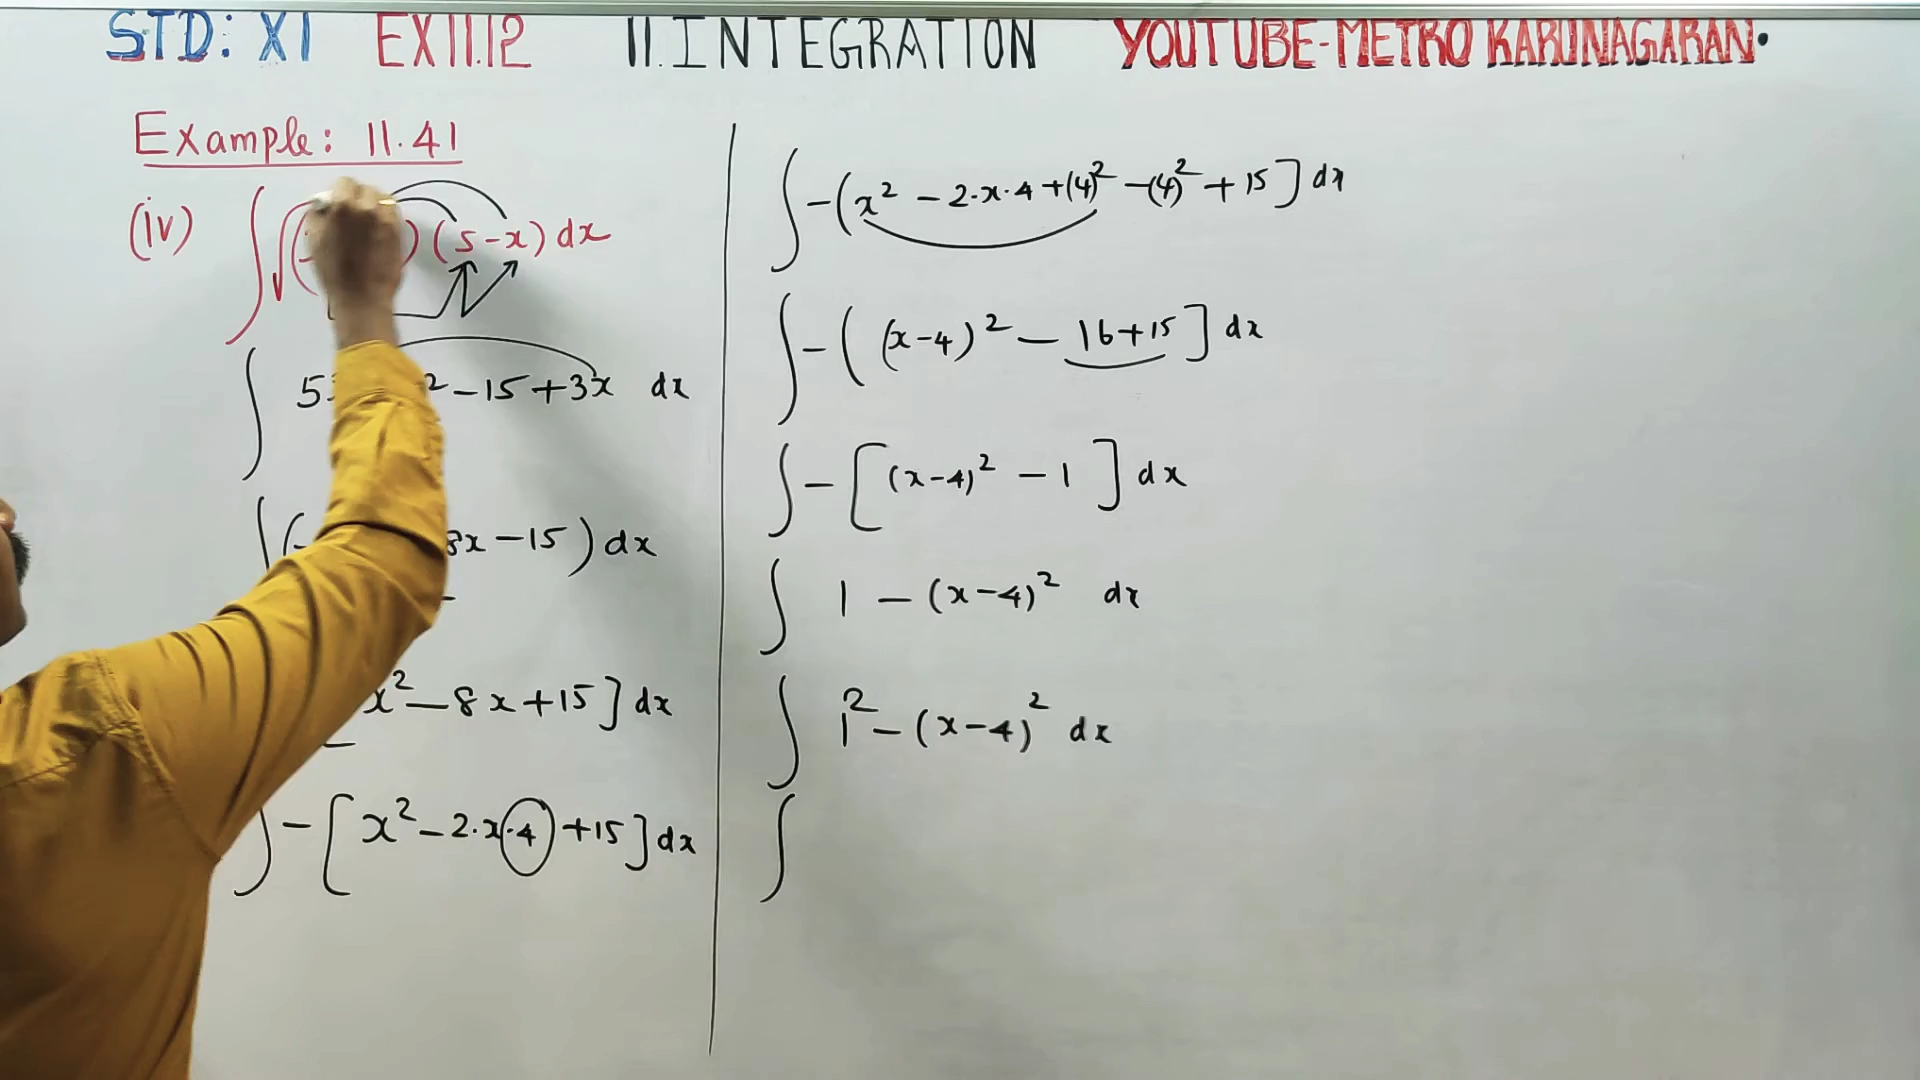 STD: XI EX11.12 11. INTEGRATION YOUTUBE-METRO KARUNAGARAN.
Example: 11.41
(iv) ∫√( ) (5-x) dx
∫ 5 ² -15+3x dx
∫(- 8x -15) dx
x² - 8x +15] dx
∫ - [x² - 2·x·4 +15] dx
∫ -(x² - 2·x·4 +(4)² -(4)² + 15] dx
∫ - ( (x-4)² - 16+15 ] dx
∫ - [ (x-4)² - 1 ] dx
∫ 1 - (x-4)² dx
∫ 1² - (x-4)² dx
∫